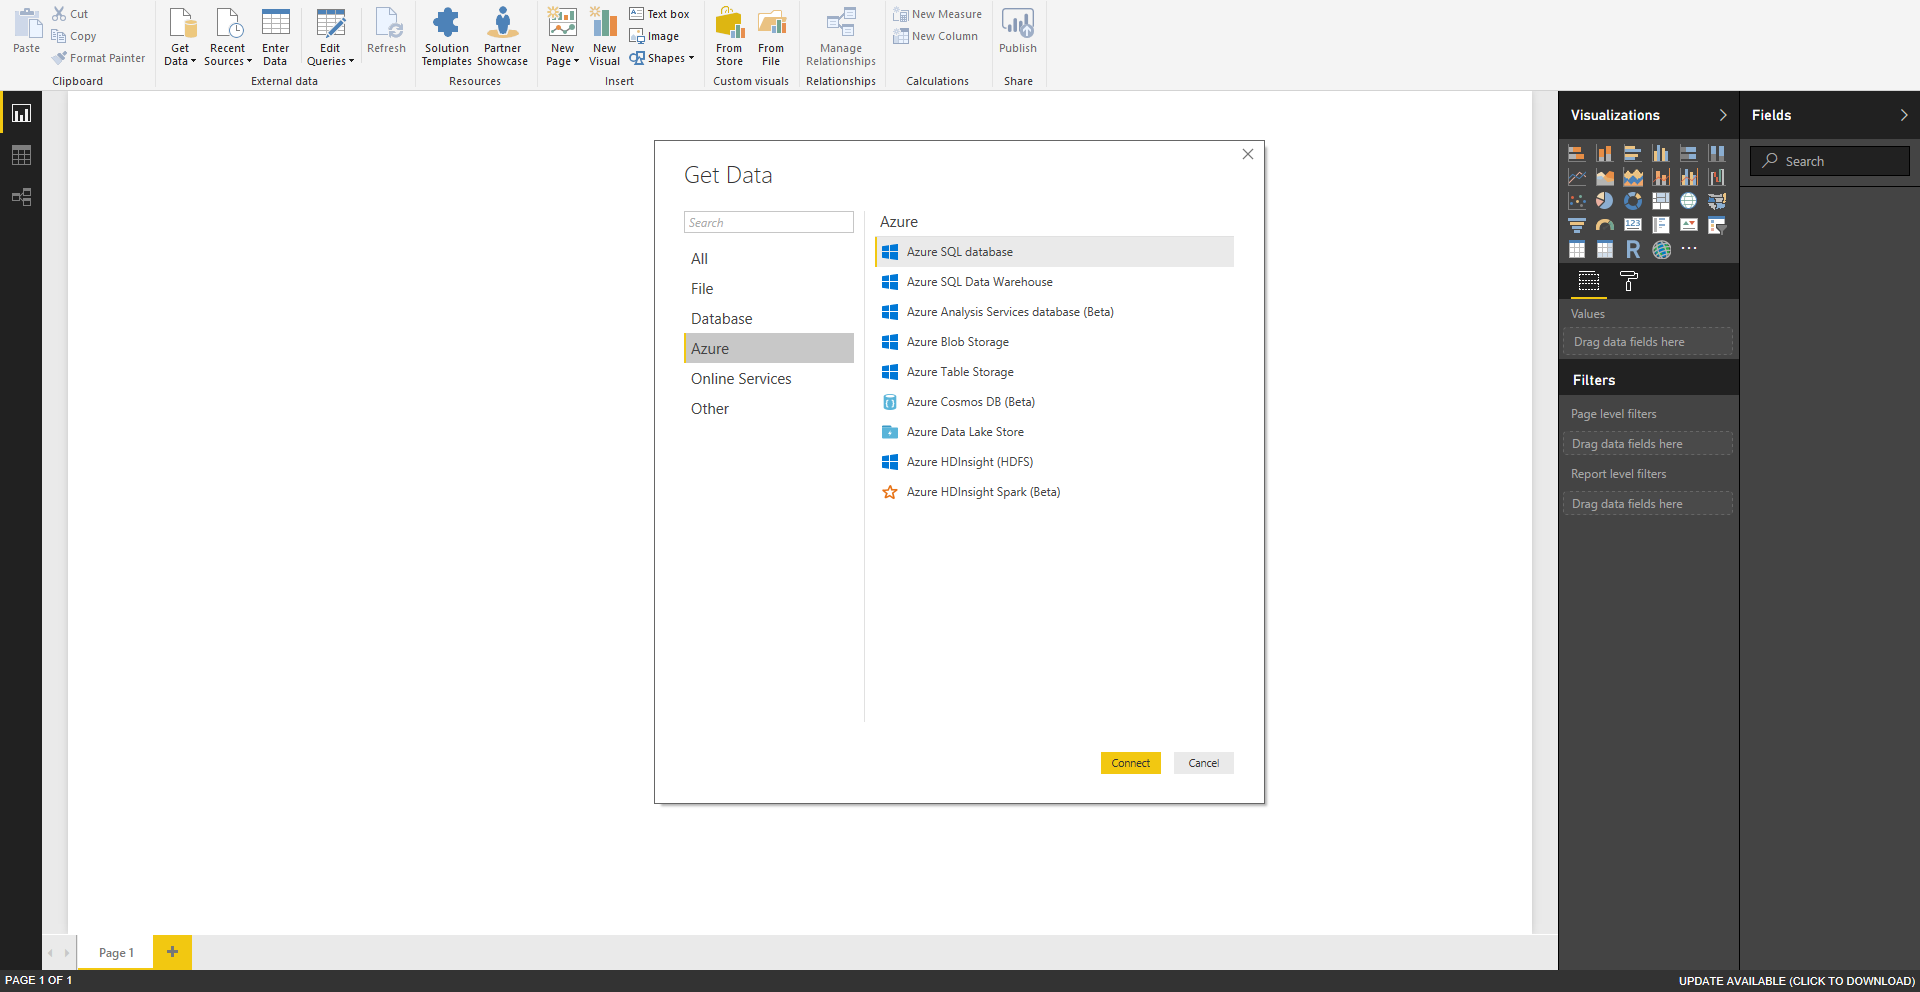 Paste
Cut
Copy
Format Painter
Clipboard
Get Data
Recent Sources
Enter Data
Edit Queries
Refresh
External data
Solution Templates
Partner Showcase
Resources
New Page
New Visual
Text box
Image
Shapes
Insert
From Store
From File
Custom visuals
Manage Relationships
Relationships
New Measure
New Column
Calculations
Publish
Share
Get Data
Search
All
File
Database
Azure
Online Services
Other
Azure
Azure SQL database
Azure SQL Data Warehouse
Azure Analysis Services database (Beta)
Azure Blob Storage
Azure Table Storage
Azure Cosmos DB (Beta)
Azure Data Lake Store
Azure HDInsight (HDFS)
Azure HDInsight Spark (Beta)
Connect
Cancel
Visualizations
123
R
Values
Drag data fields here
Filters
Page level filters
Drag data fields here
Report level filters
Drag data fields here
Fields
Search
Page 1
PAGE 1 OF 1
UPDATE AVAILABLE (CLICK TO DOWNLOAD)